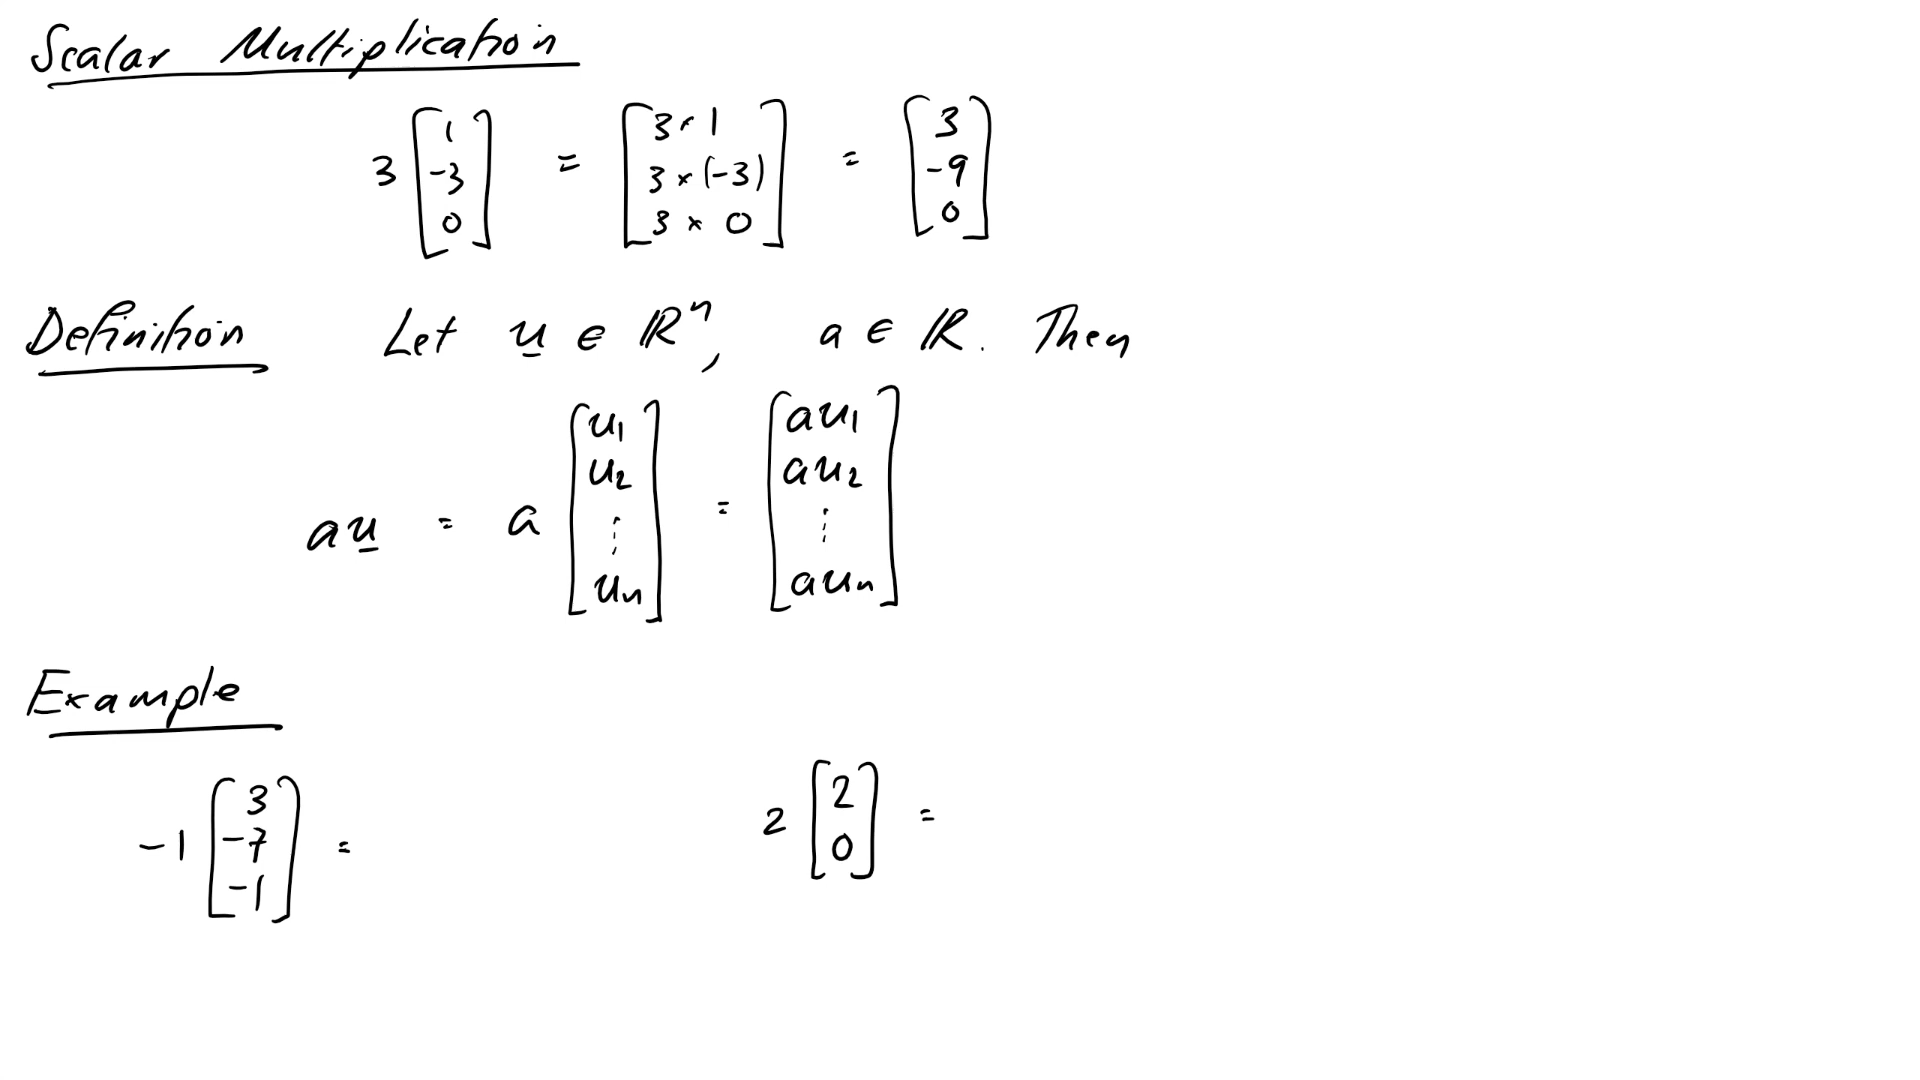 Scalar Multiplication
3 [1 -3 0] = [3 × 1 3 × (-3) 3 × 0] = [3 -9 0]
Definition Let u ∈ ℝⁿ, a ∈ ℝ. Then
au = a [u₁ u₂ ⋮ uₙ] = [au₁ au₂ ⋮ auₙ]
Example
-1 [3 -7 -1] = 2 [2 0] =